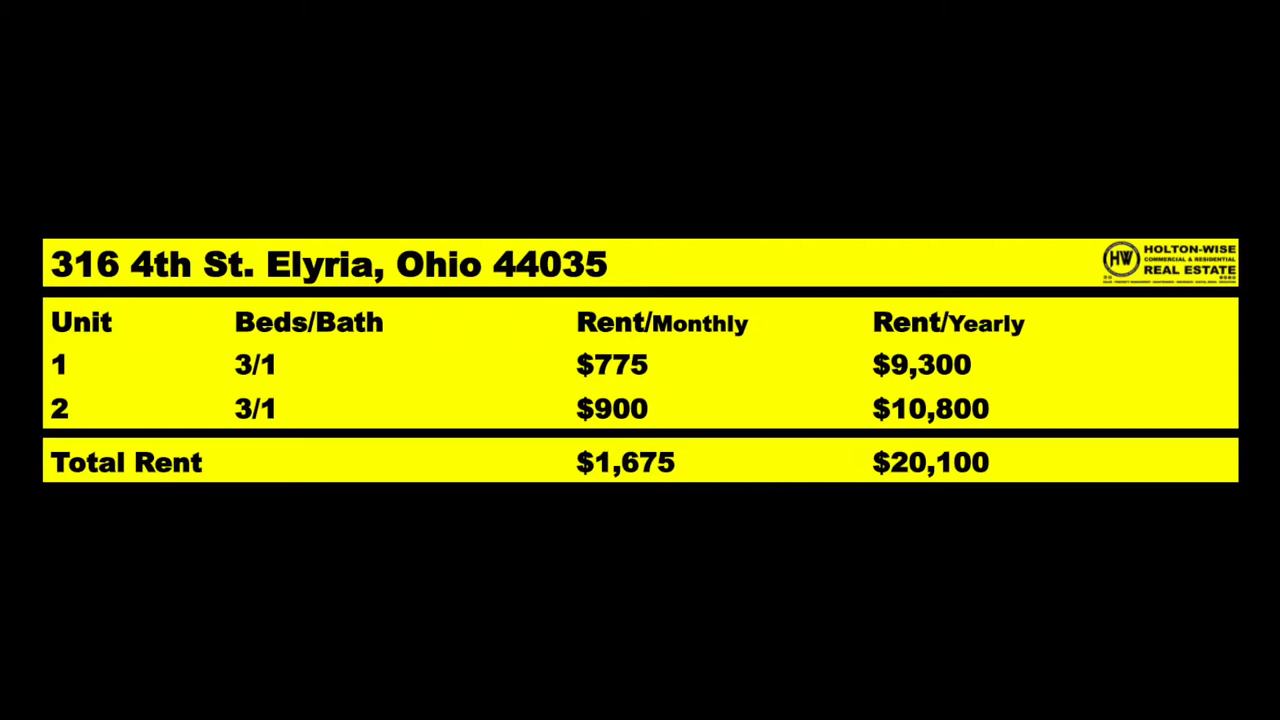 316 4th St. Elyria, Ohio 44035
HW
HOLTON-WISE
COMMERCIAL & RESIDENTIAL
REAL ESTATE
Unit Beds/Bath Rent/Monthly Rent/Yearly
1 3/1 $775 $9,300
2 3/1 $900 $10,800
Total Rent $1,675 $20,100